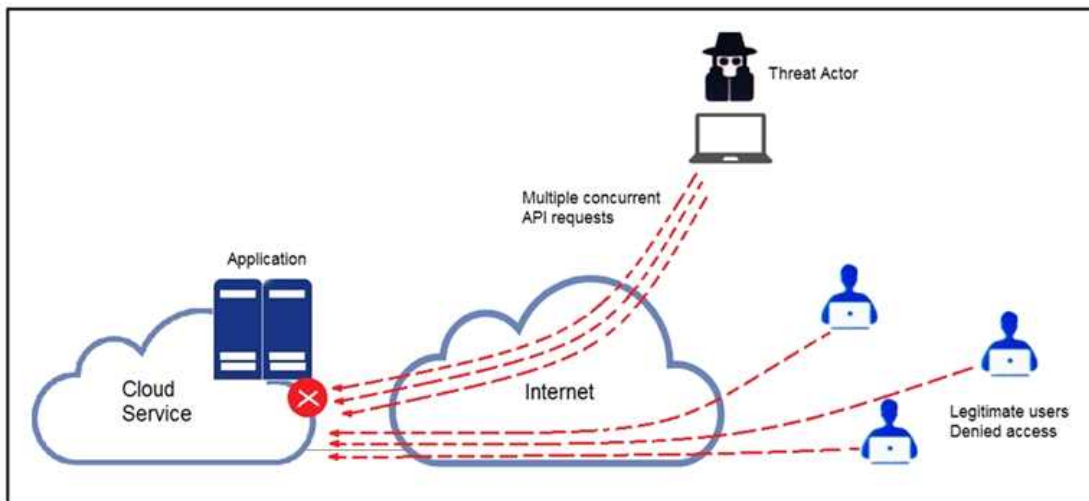 Threat Actor
Multiple concurrent
API requests
Application
Cloud
Service
Internet
Legitimate users
Denied access